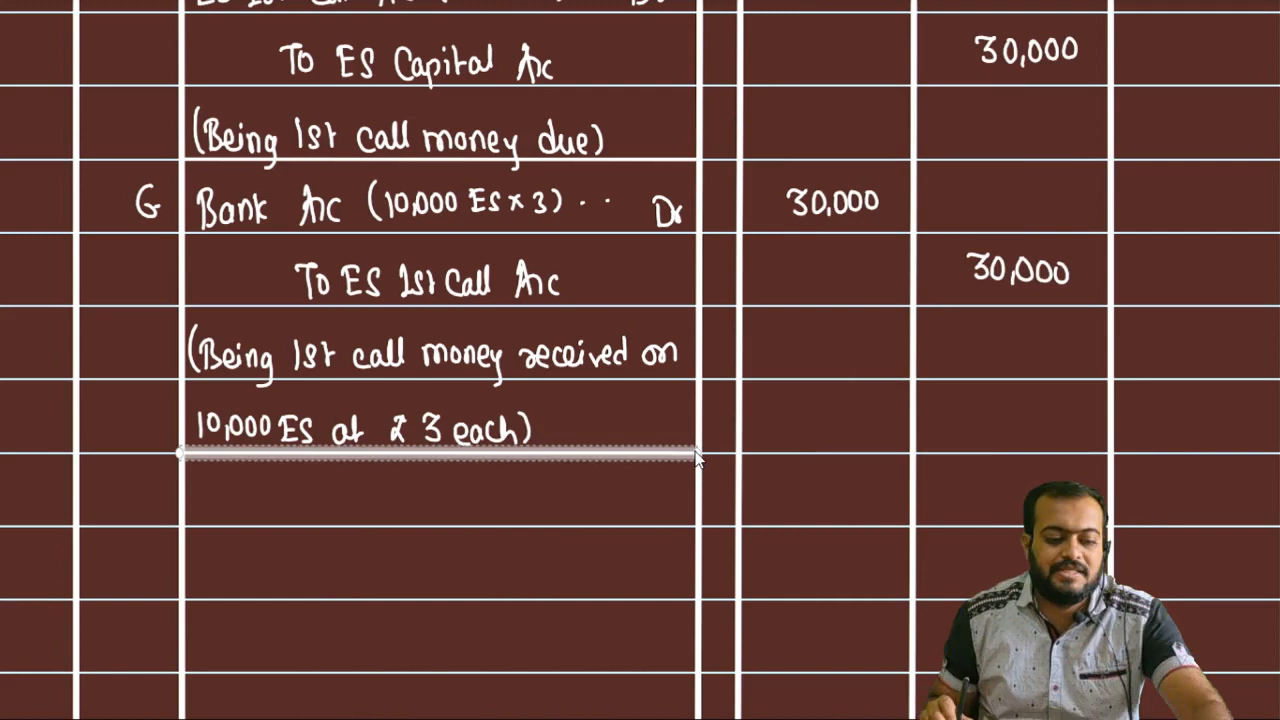 To ES Capital A/c 30,000
(Being 1st call money due)
G Bank A/c (10,000 ES x 3) .. Dr 30,000
To ES 1st Call A/c 30,000
(Being 1st call money received on
10,000 ES at ₹ 3 each)